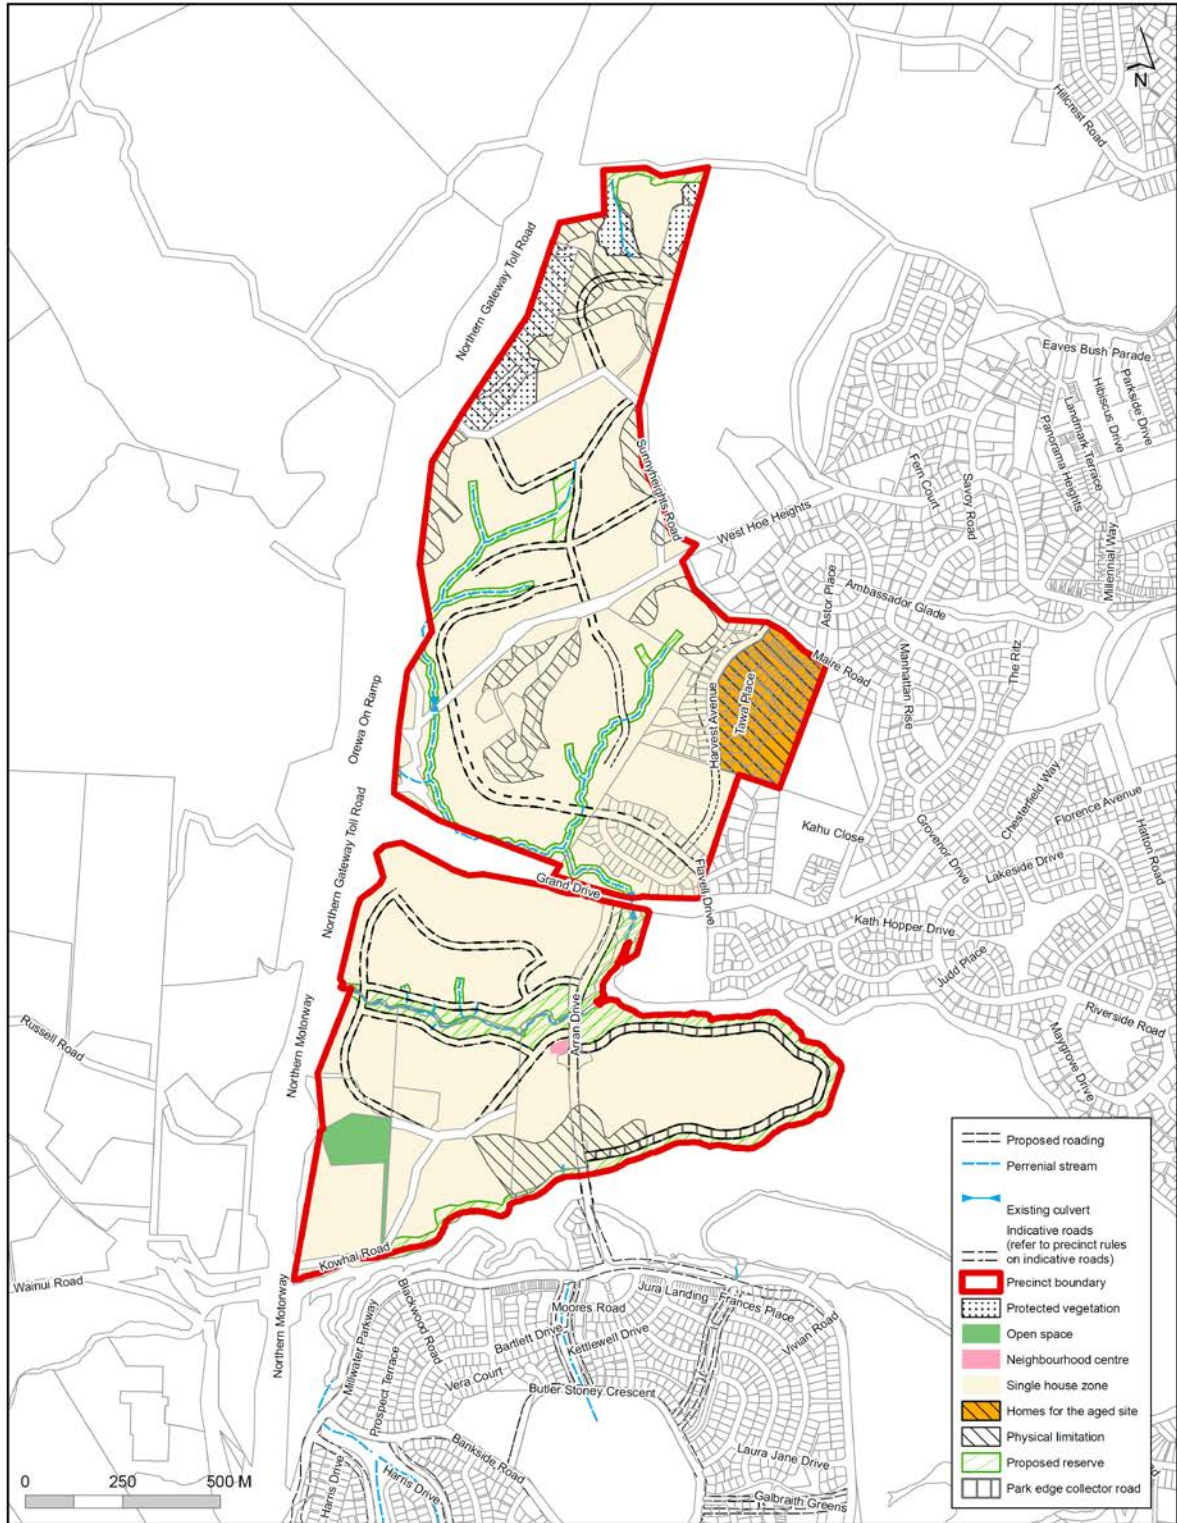 N
Hillcrest Road
Northern Gateway Toll Road
Eaves Bush Parade
Parkside Drive
Hibiscus Drive
Landmark Terrace
Panorama Heights
Sunnyheights Road
Fern Court
Savoy Road
West Hoe Heights
Millennial Way
Astor Place
Ambassador Glade
Maire Road
Manhattan Rise
The Ritz
Orewa On Ramp
Harvest Avenue
Tawa Place
Chesterfield Way
Florence Avenue
Hatton Road
Northern Gateway Toll Road
Kahu Close
Grovenor Drive
Lakeside Drive
Flavell Drive
Grand Drive
Kath Hopper Drive
Judd Place
Riverside Road
Maygrove Drive
Russell Road
Northern Motorway
Arran Drive
Kowhai Road
Wainui Road
Northern Motorway
Millwater Parkway
Blackwood Road
Prospect Terrace
Moores Road
Jura Landing
Frances Place
Vivian Road
Bartlett Drive
Kettlewell Drive
Vera Court
Butler Stoney Crescent
Bankside Road
Laura Jane Drive
Harris Drive
Harris Drive
Galbraith Greens
Proposed roading
Perrenial stream
Existing culvert
Indicative roads
(refer to precinct rules
on indicative roads)
Precinct boundary
Protected vegetation
Open space
Neighbourhood centre
Single house zone
Homes for the aged site
Physical limitation
Proposed reserve
Park edge collector road
0 250 500 M